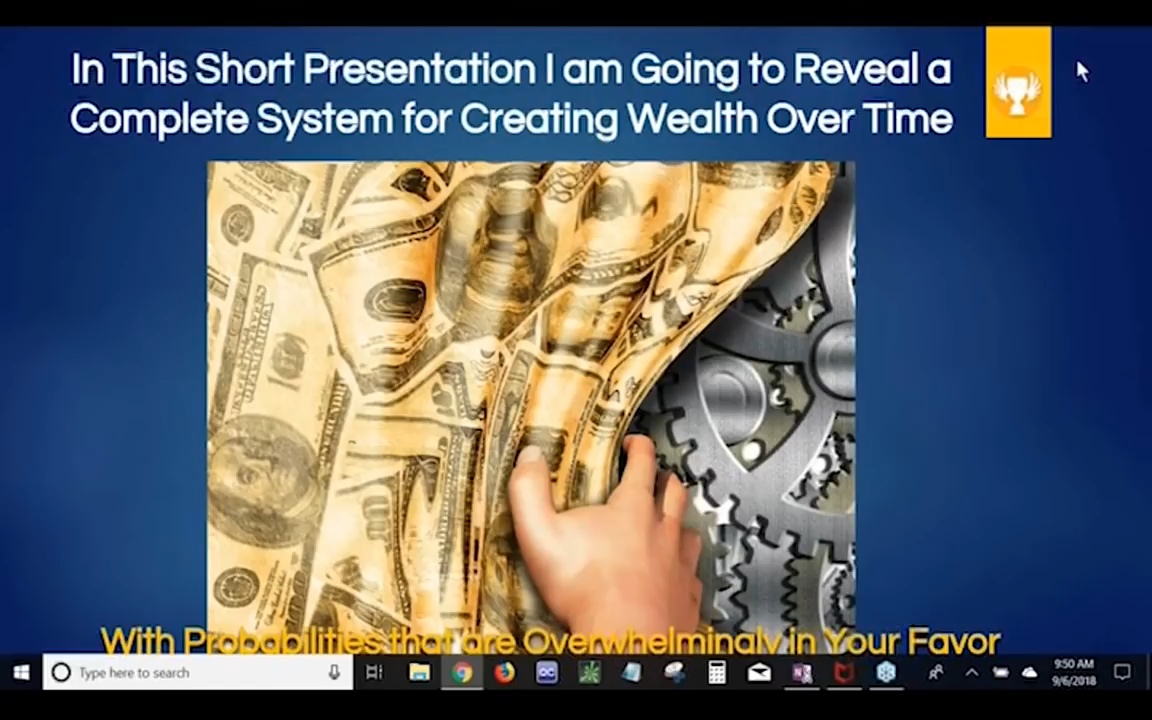 In This Short Presentation I am Going to Reveal a
Complete System for Creating Wealth Over Time
With Probabilities that are Overwhelmingly in Your Favor
Type here to search
9:50 AM
9/6/2018